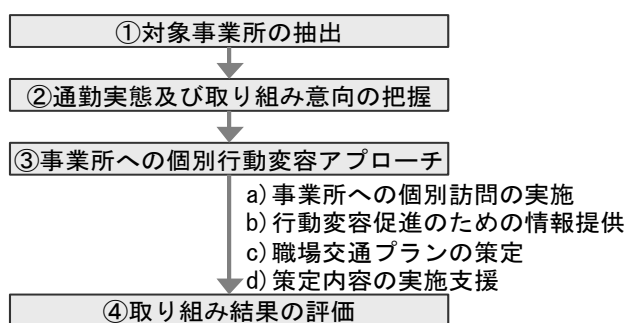 ①対象事業所の抽出
②通勤実態及び取り組み意向の把握
③事業所への個別行動変容アプローチ
a)事業所への個別訪問の実施
b)行動変容促進のための情報提供
c)職場交通プランの策定
d)策定内容の実施支援
④取り組み結果の評価